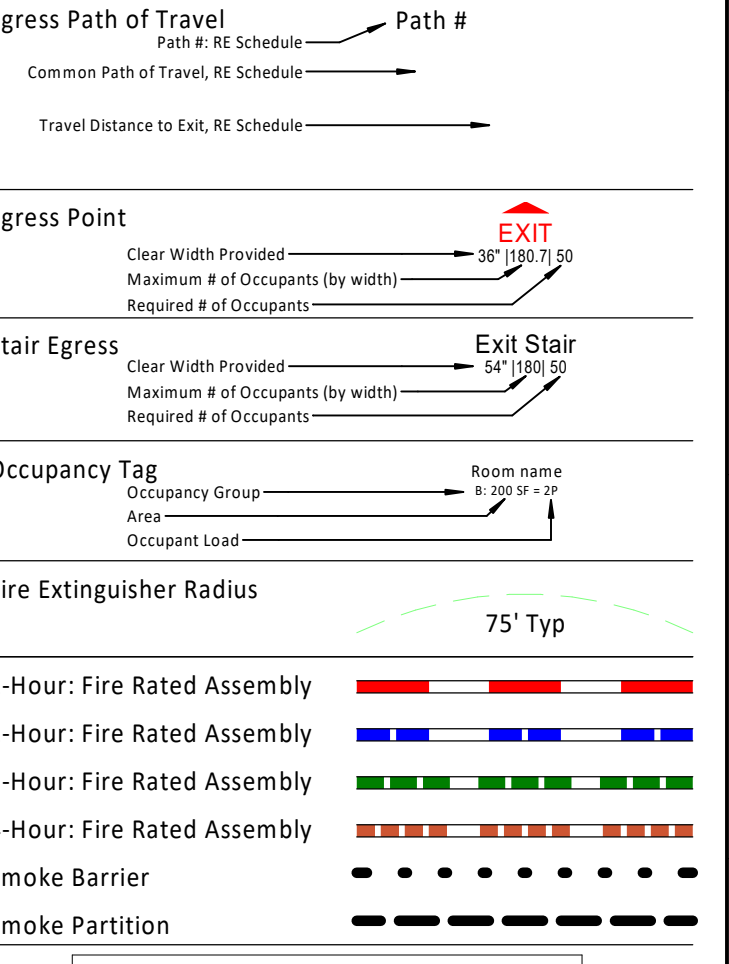 gress Path of Travel
Path #
Path #: RE Schedule
Common Path of Travel, RE Schedule
Travel Distance to Exit, RE Schedule
gress Point
EXIT
Clear Width Provided
36" |180.7| 50
Maximum # of Occupants (by width)
Required # of Occupants
tair Egress
Exit Stair
Clear Width Provided
54" |180| 50
Maximum # of Occupants (by width)
Required # of Occupants
Occupancy Tag
Room name
Occupancy Group
B: 200 SF = 2P
Area
Occupant Load
ire Extinguisher Radius
75' Typ
-Hour: Fire Rated Assembly
-Hour: Fire Rated Assembly
-Hour: Fire Rated Assembly
-Hour: Fire Rated Assembly
moke Barrier
moke Partition